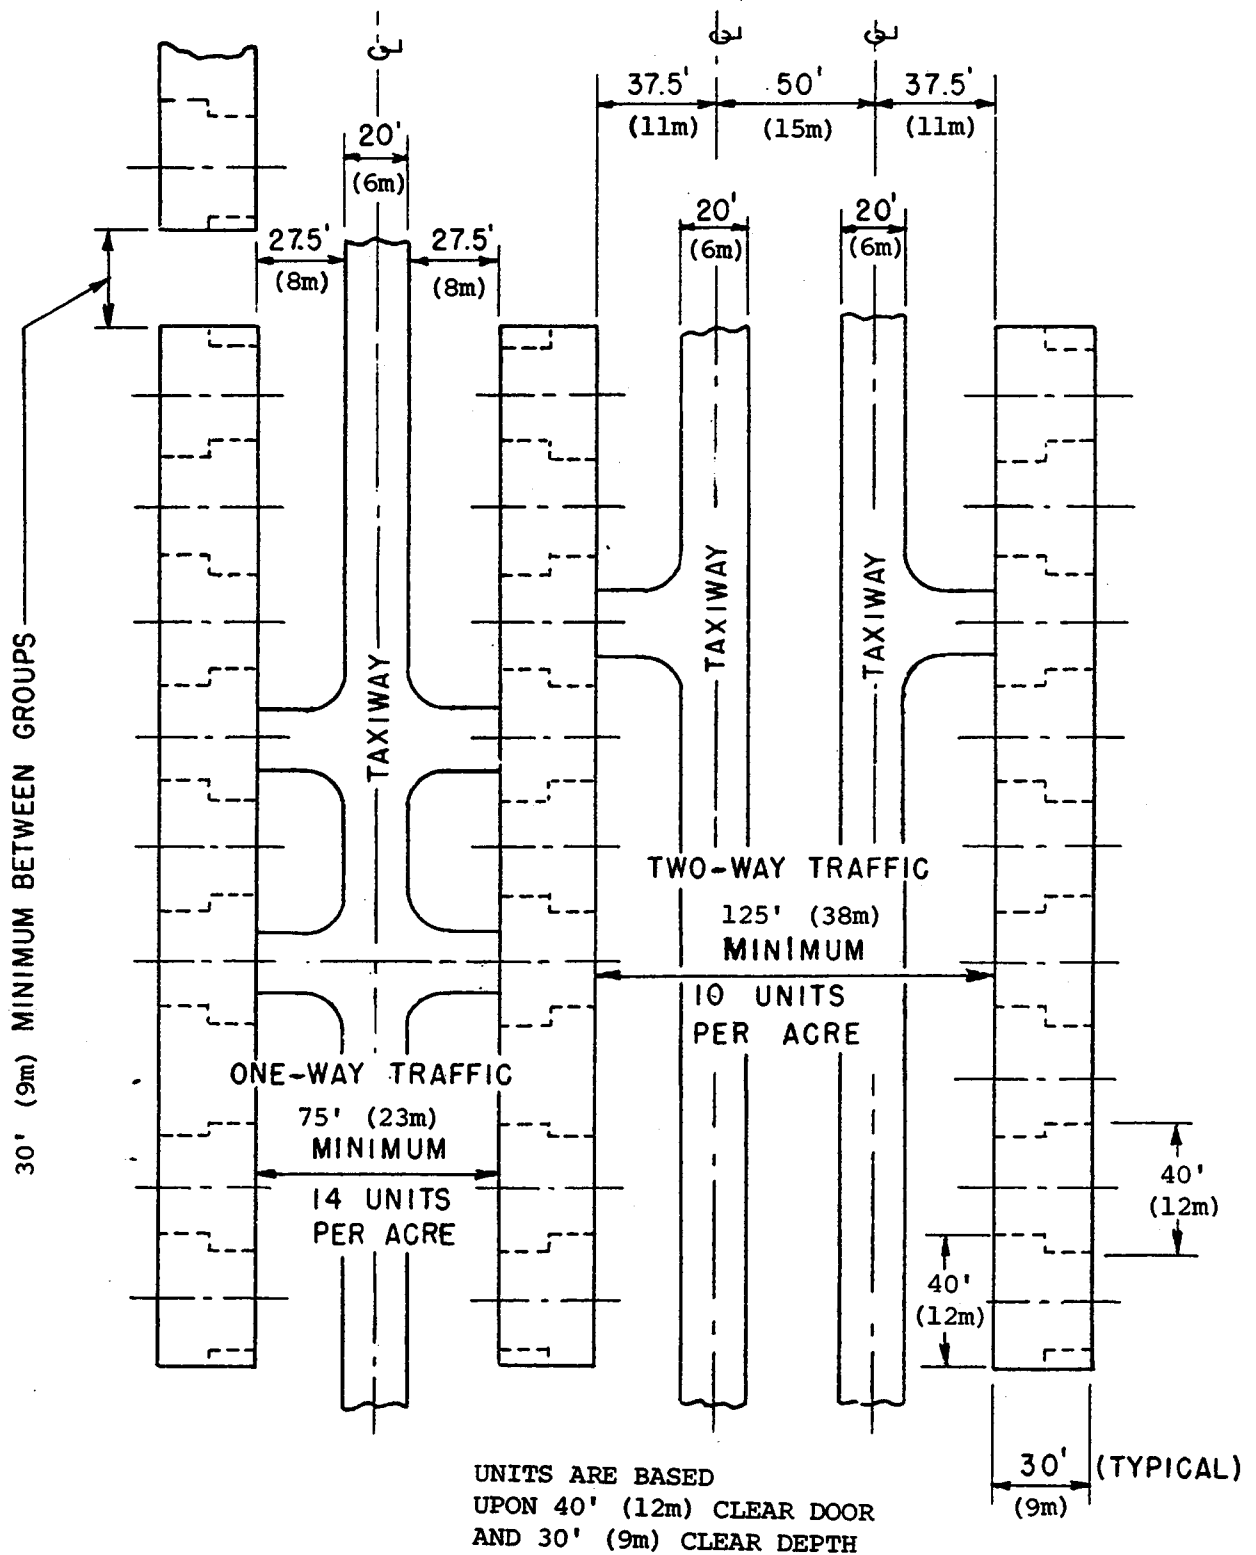 ℄
℄
℄
37.5'
50'
37.5'
(11m)
(15m)
(11m)
20'
(6m)
20'
(6m)
20'
(6m)
27.5'
27.5'
(8m)
(8m)
30' (9m) MINIMUM BETWEEN GROUPS
TAXIWAY
TAXIWAY
TAXIWAY
TWO-WAY TRAFFIC
125' (38m)
MINIMUM
10 UNITS
PER ACRE
ONE-WAY TRAFFIC
75' (23m)
MINIMUM
14 UNITS
PER ACRE
40'
(12m)
40'
(12m)
30' (TYPICAL)
(9m)
UNITS ARE BASED
UPON 40' (12m) CLEAR DOOR
AND 30' (9m) CLEAR DEPTH